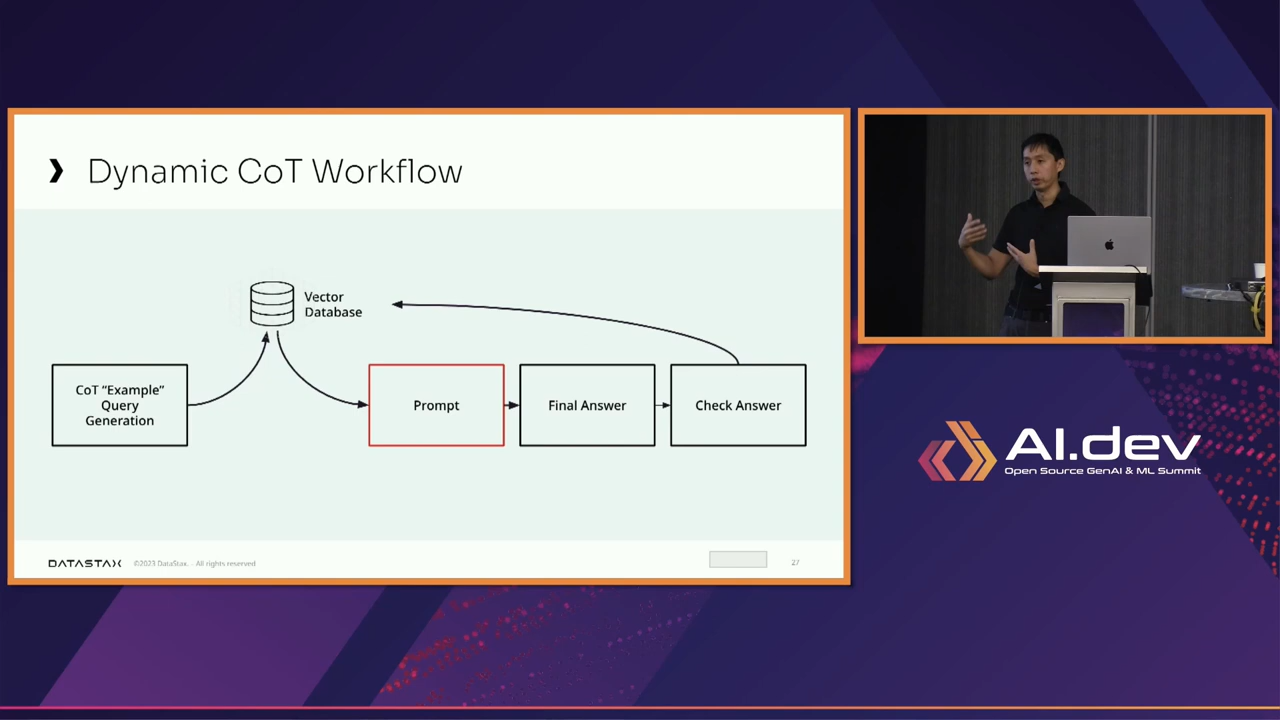 ❯ Dynamic CoT Workflow
Vector
Database
CoT “Example”
Query
Generation
Prompt
Final Answer
Check Answer
DATASTAX ©2023 DataStax. All rights reserved
27
AI.dev
Open Source GenAI & ML Summit